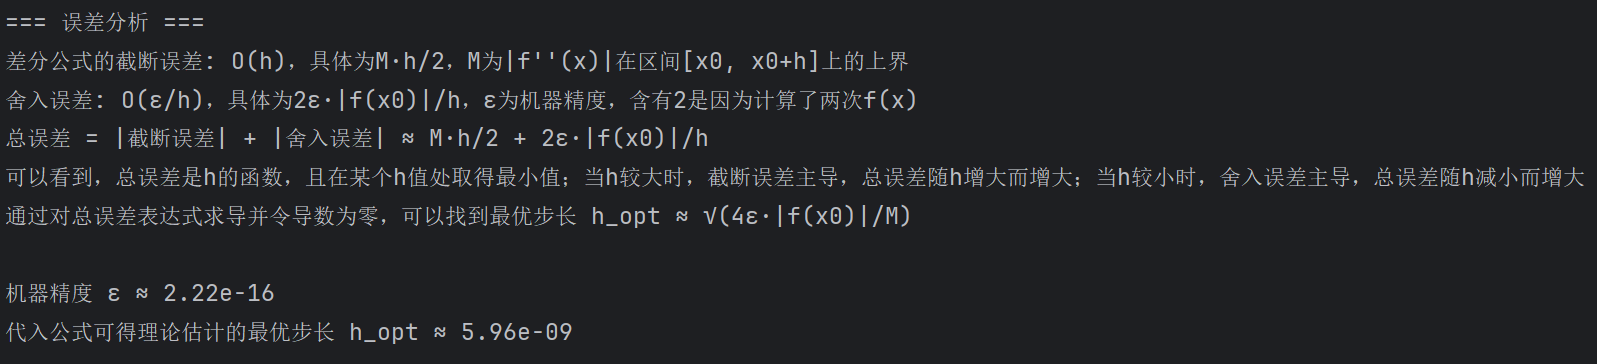 === 误差分析 ===
差分公式的截断误差: O(h), 具体为M·h/2, M为|f''(x)|在区间[x0, x0+h]上的上界
舍入误差: O(ε/h), 具体为2ε·|f(x0)|/h, ε为机器精度, 含有2是因为计算了两次f(x)
总误差 = |截断误差| + |舍入误差| ≈ M·h/2 + 2ε·|f(x0)|/h
可以看到, 总误差是h的函数, 且在某个h值处取得最小值; 当h较大时, 截断误差主导, 总误差随h增大而增大; 当h较小时, 舍入误差主导, 总误差随h减小而增大
通过对总误差表达式求导并令导数为零, 可以找到最优步长 h_opt ≈ √(4ε·|f(x0)|/M)
机器精度 ε ≈ 2.22e-16
代入公式可得理论估计的最优步长 h_opt ≈ 5.96e-09